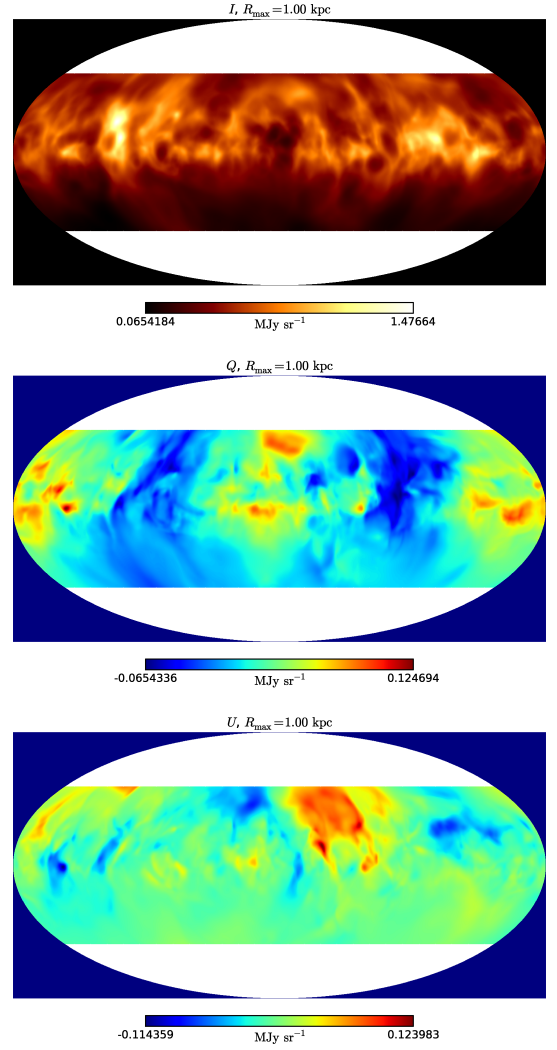 I, R_max=1.00 kpc
0.0654184 1.47664
MJy sr⁻¹
Q, R_max=1.00 kpc
-0.0654336 0.124694
MJy sr⁻¹
U, R_max=1.00 kpc
-0.114359 0.123983
MJy sr⁻¹